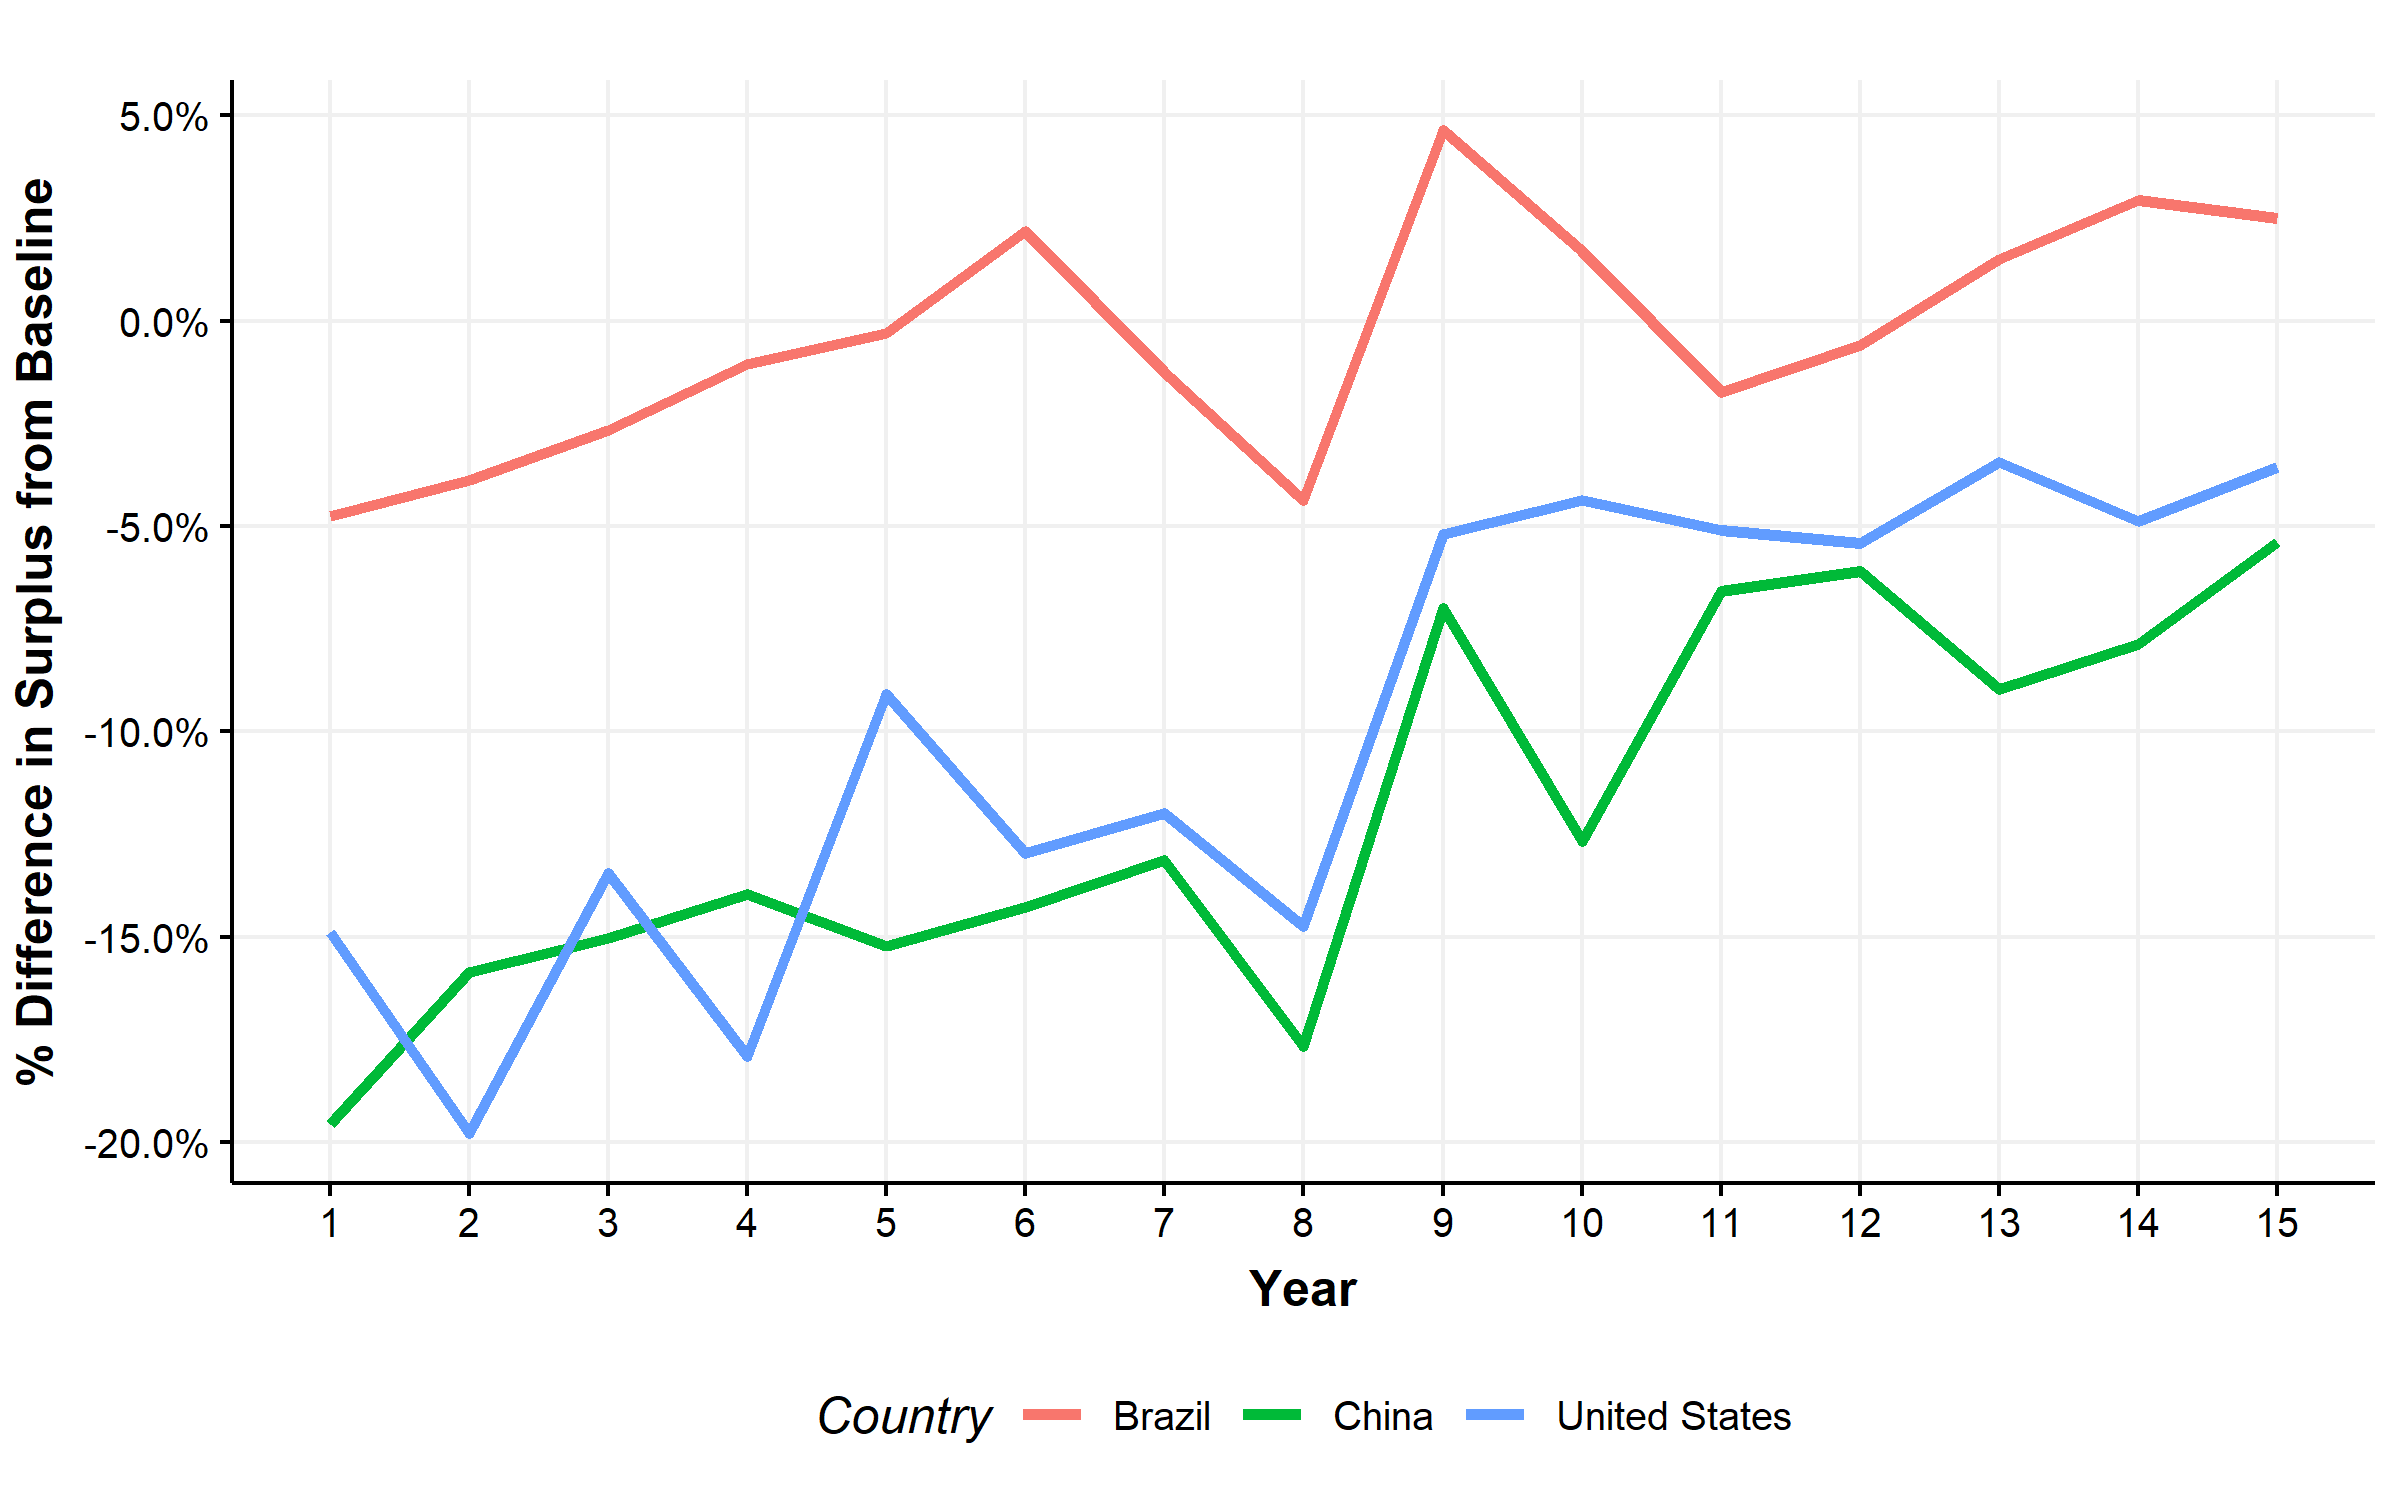 % Difference in Surplus from Baseline
5.0%
0.0%
-5.0%
-10.0%
-15.0%
-20.0%
1 2 3 4 5 6 7 8 9 10 11 12 13 14 15
Year
Country Brazil China United States